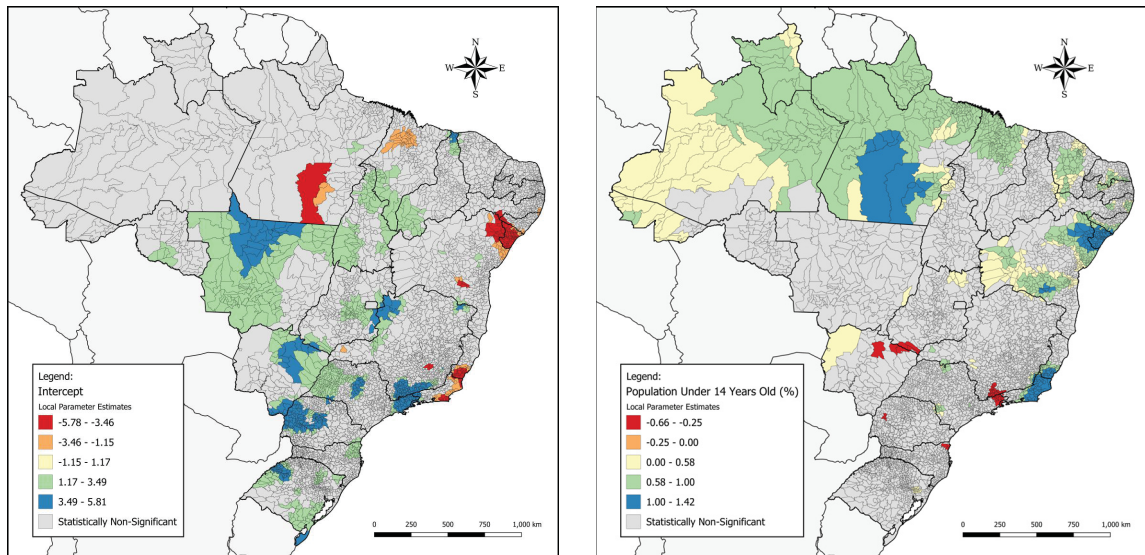 N
W E
S
Legend:
Intercept
Local Parameter Estimates
-5.78 - -3.46
-3.46 - -1.15
-1.15 - 1.17
1.17 - 3.49
3.49 - 5.81
Statistically Non-Significant
0 250 500 750 1,000 km
N
W E
S
Legend:
Population Under 14 Years Old (%)
Local Parameter Estimates
-0.66 - -0.25
-0.25 - 0.00
0.00 - 0.58
0.58 - 1.00
1.00 - 1.42
Statistically Non-Significant
0 250 500 750 1,000 km